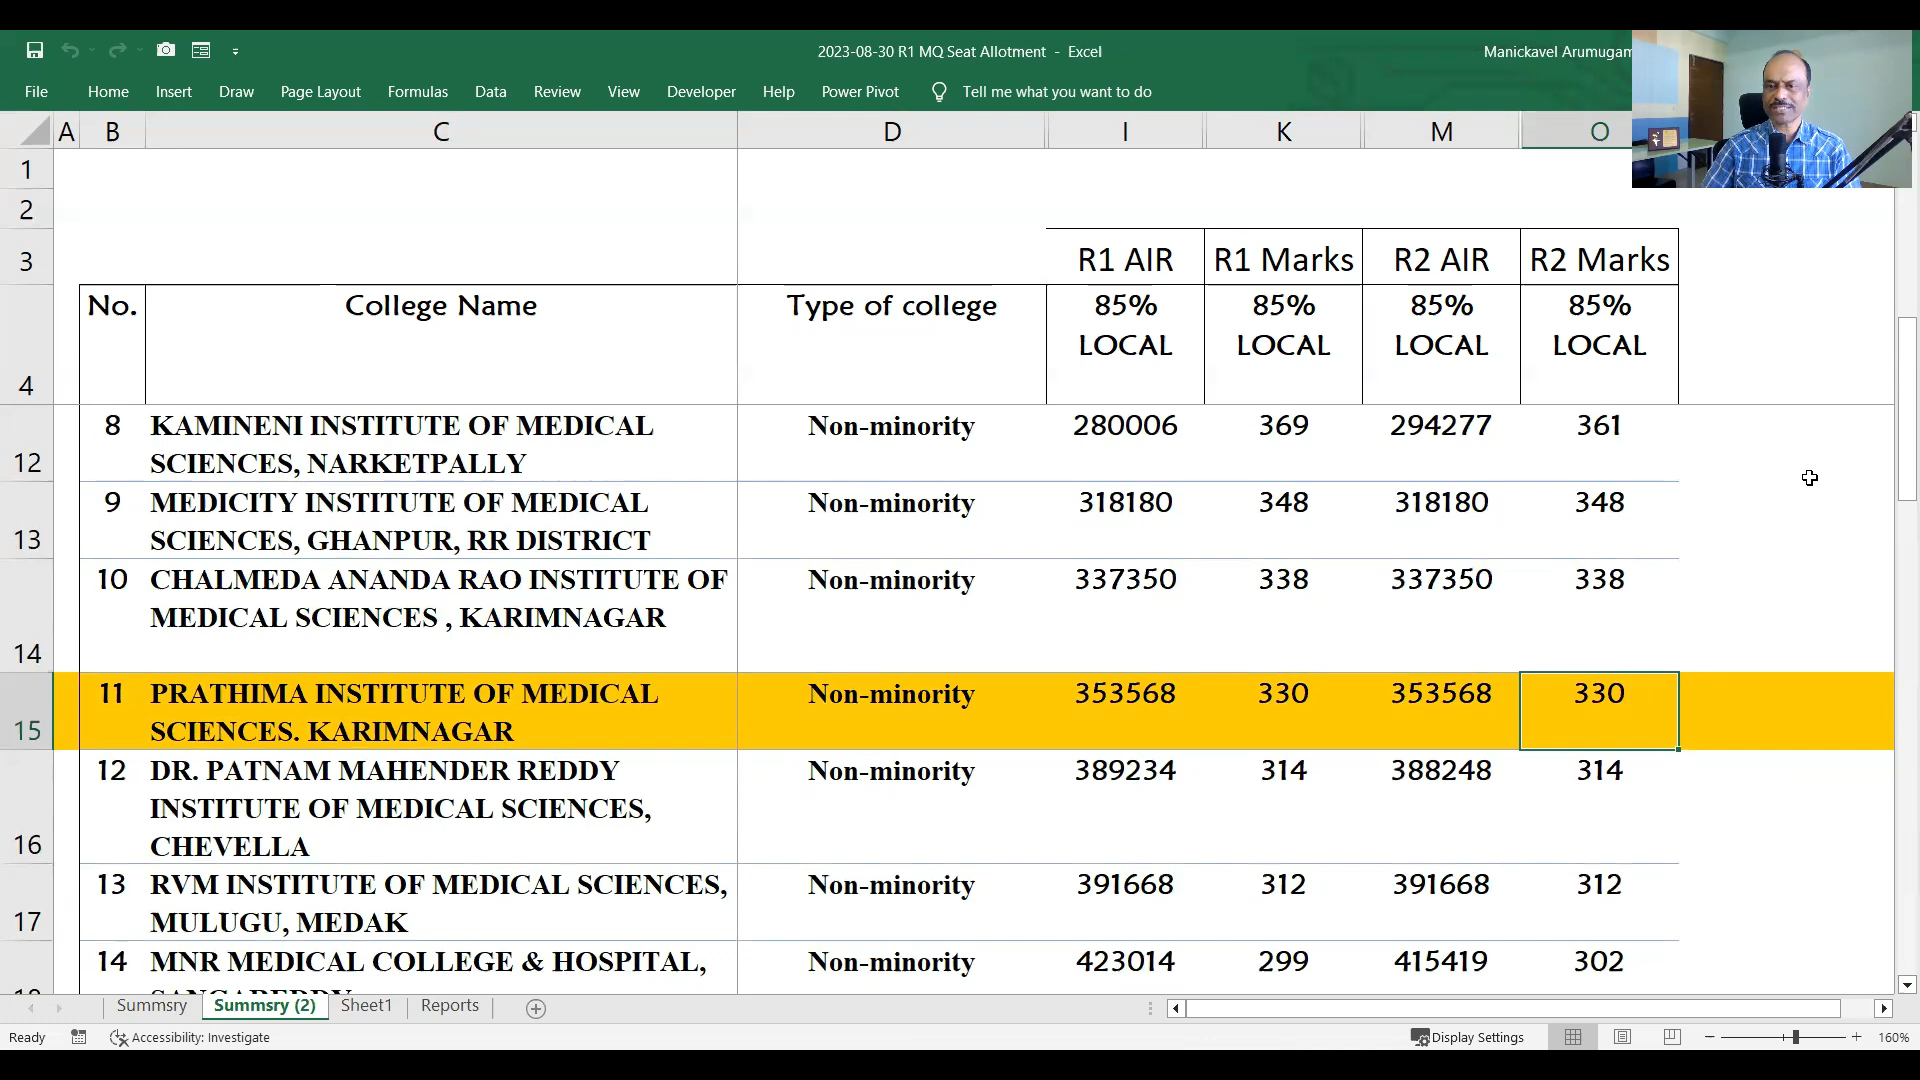 2023-08-30 R1 MQ Seat Allotment - Excel
Manickavel Arumugam
File Home Insert Draw Page Layout Formulas Data Review View Developer Help Power Pivot Tell me what you want to do
A B C D I K M O
1
2
3 R1 AIR R1 Marks R2 AIR R2 Marks
No. College Name Type of college 85% 85% 85% 85%
LOCAL LOCAL LOCAL LOCAL
4
8 KAMINENI INSTITUTE OF MEDICAL Non-minority 280006 369 294277 361
12 SCIENCES, NARKETPALLY
9 MEDICITY INSTITUTE OF MEDICAL Non-minority 318180 348 318180 348
13 SCIENCES, GHANPUR, RR DISTRICT
10 CHALMEDA ANANDA RAO INSTITUTE OF Non-minority 337350 338 337350 338
MEDICAL SCIENCES , KARIMNAGAR
14
11 PRATHIMA INSTITUTE OF MEDICAL Non-minority 353568 330 353568 330
15 SCIENCES. KARIMNAGAR
12 DR. PATNAM MAHENDER REDDY Non-minority 389234 314 388248 314
INSTITUTE OF MEDICAL SCIENCES,
16 CHEVELLA
13 RVM INSTITUTE OF MEDICAL SCIENCES, Non-minority 391668 312 391668 312
17 MULUGU, MEDAK
14 MNR MEDICAL COLLEGE & HOSPITAL, Non-minority 423014 299 415419 302
Summsry Summsry (2) Sheet1 Reports
Ready Accessibility: Investigate Display Settings 160%